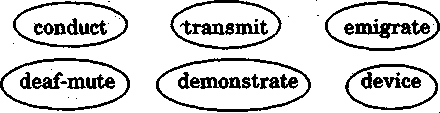 conduct transmit emigrate
deaf-mute demonstrate device